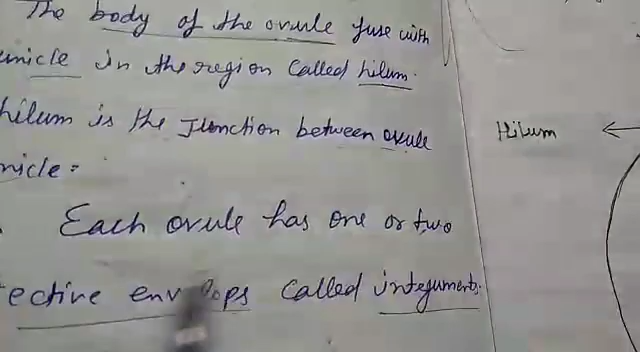 The body of the ovule fuse with
unicle in the region called hilum.
hilum is the Junction between ovule
nicle :
Hilum
Each ovule has one or two
ective envelops called integuments.